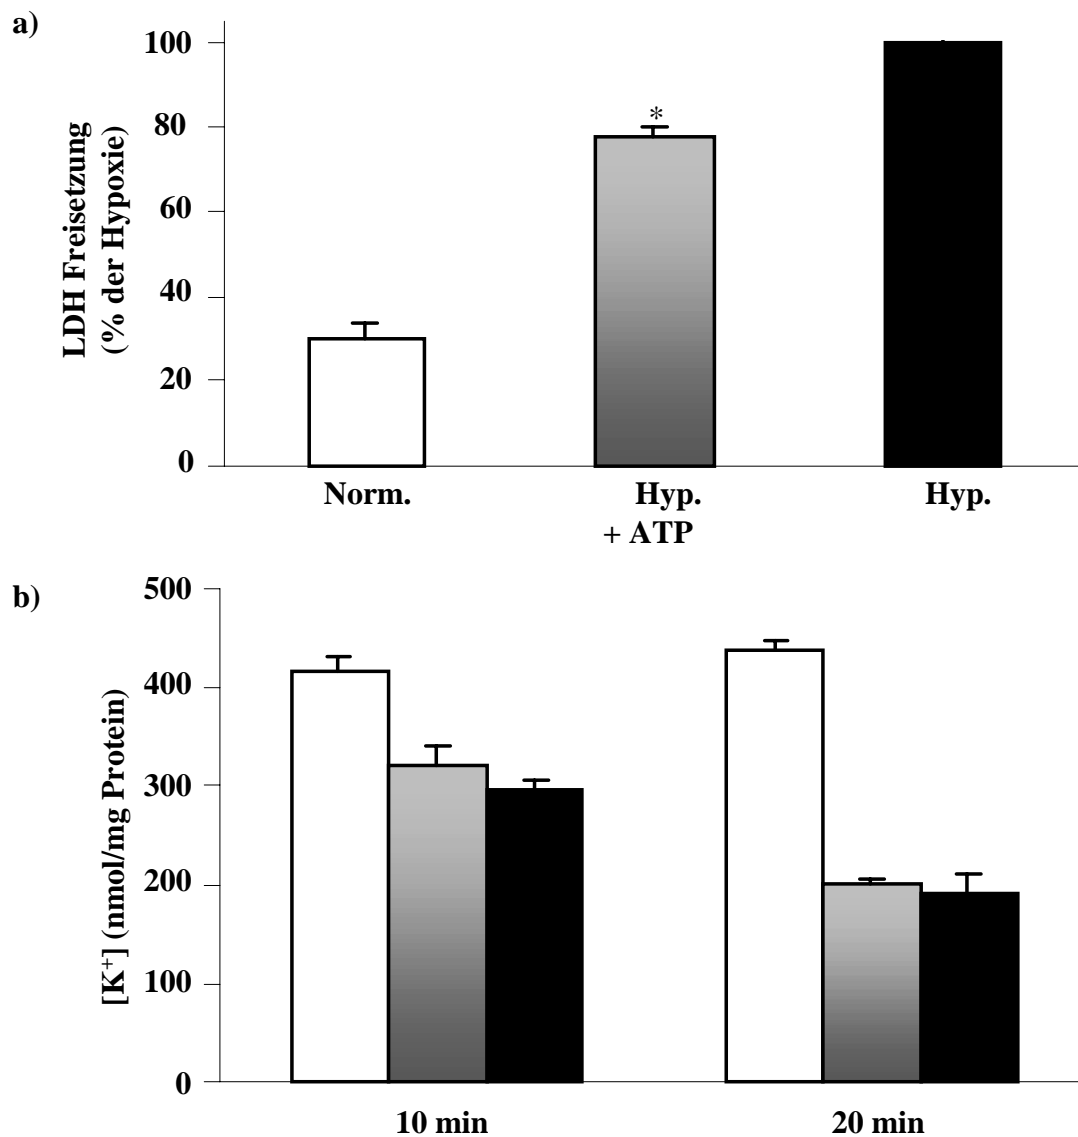 a)
LDH Freisetzung
(% der Hypoxie)
100
80
60
40
20
0
*
Norm.
Hyp.
+ ATP
Hyp.
b)
[K⁺] (nmol/mg Protein)
500
400
300
200
100
0
10 min
20 min